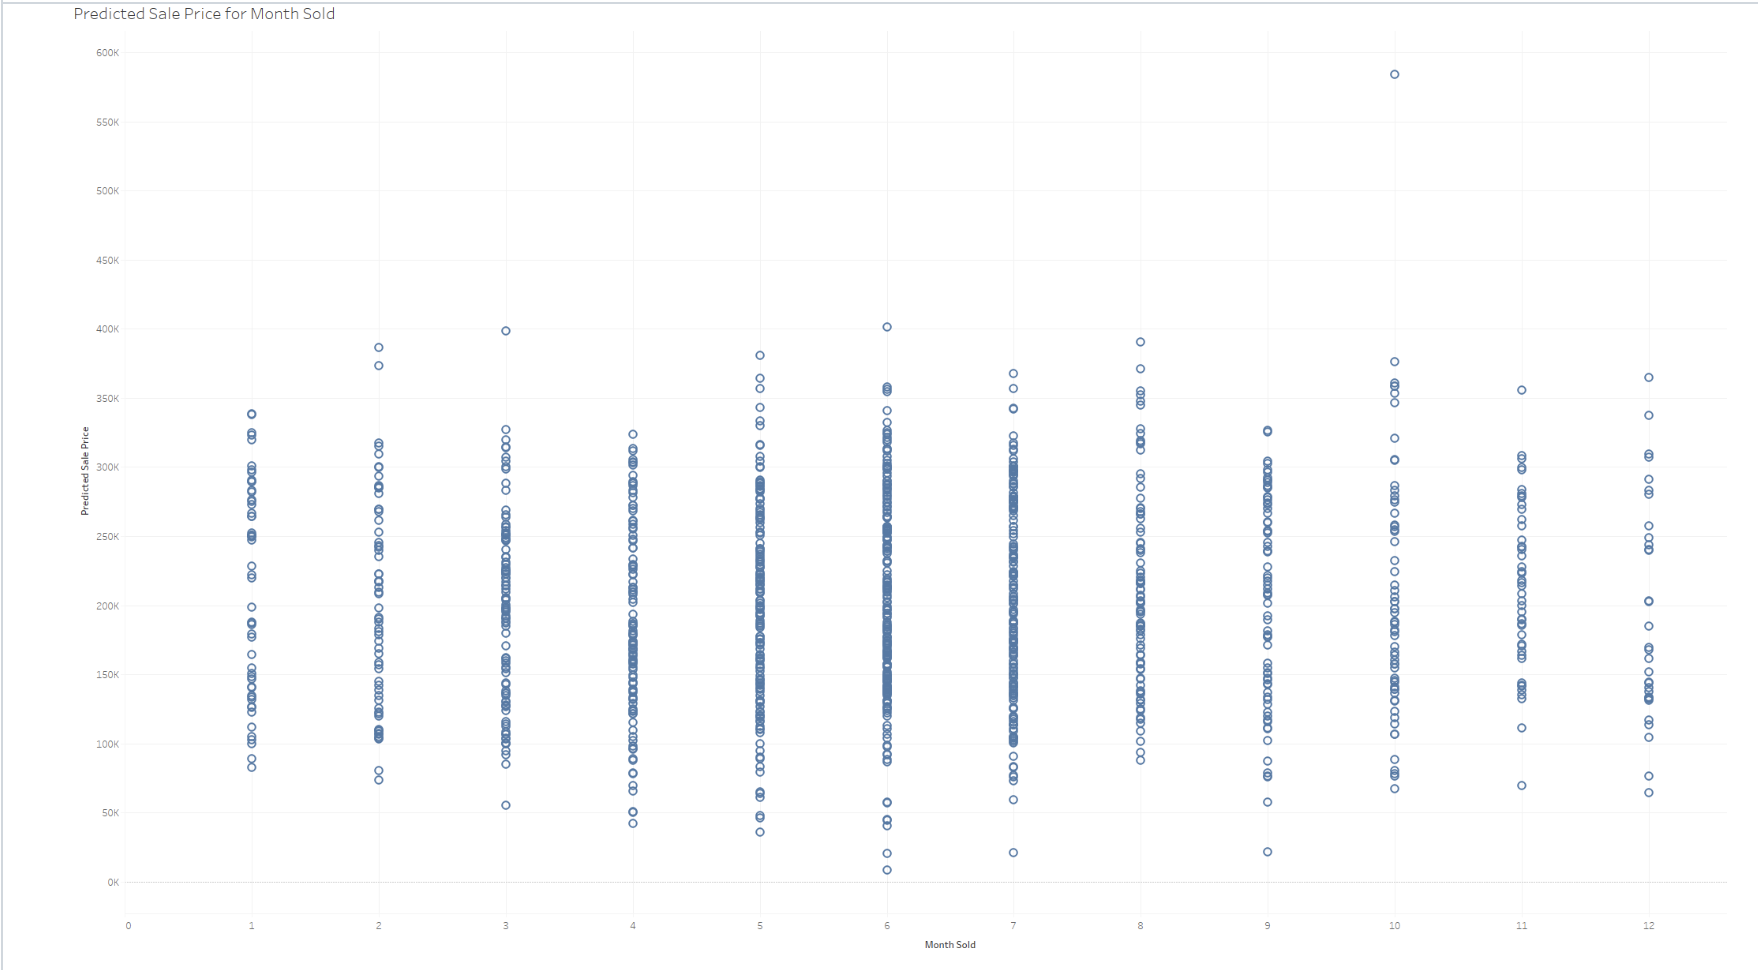 Predicted Sale Price for Month Sold
600K
550K
500K
450K
400K
350K
300K
250K
200K
150K
100K
50K
0K
Predicted Sale Price
0 1 2 3 4 5 6 7 8 9 10 11 12
Month Sold